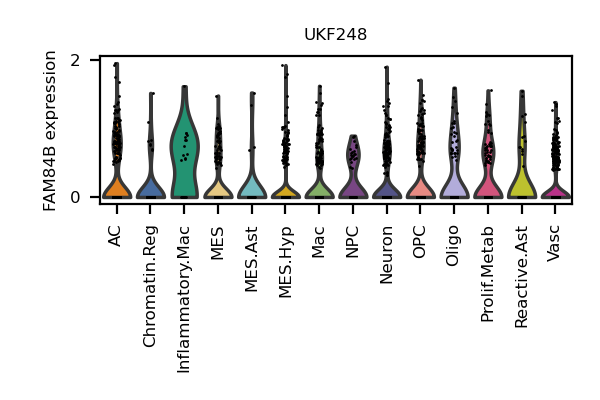 UKF248
FAM84B expression
2
0
AC
Chromatin.Reg
Inflammatory.Mac
MES
MES.Ast
MES.Hyp
Mac
NPC
Neuron
OPC
Oligo
Prolif.Metab
Reactive.Ast
Vasc